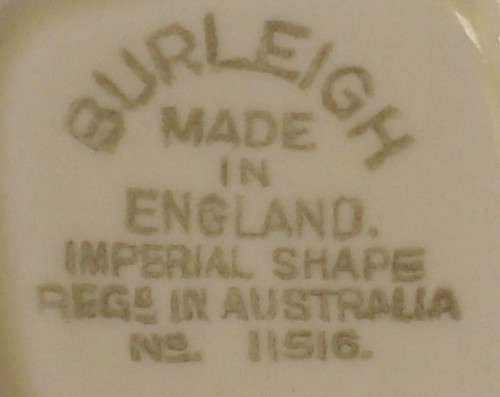 BURLEIGH
MADE
IN
ENGLAND.
IMPERIAL SHAPE
REGD IN AUSTRALIA
No. 11516.